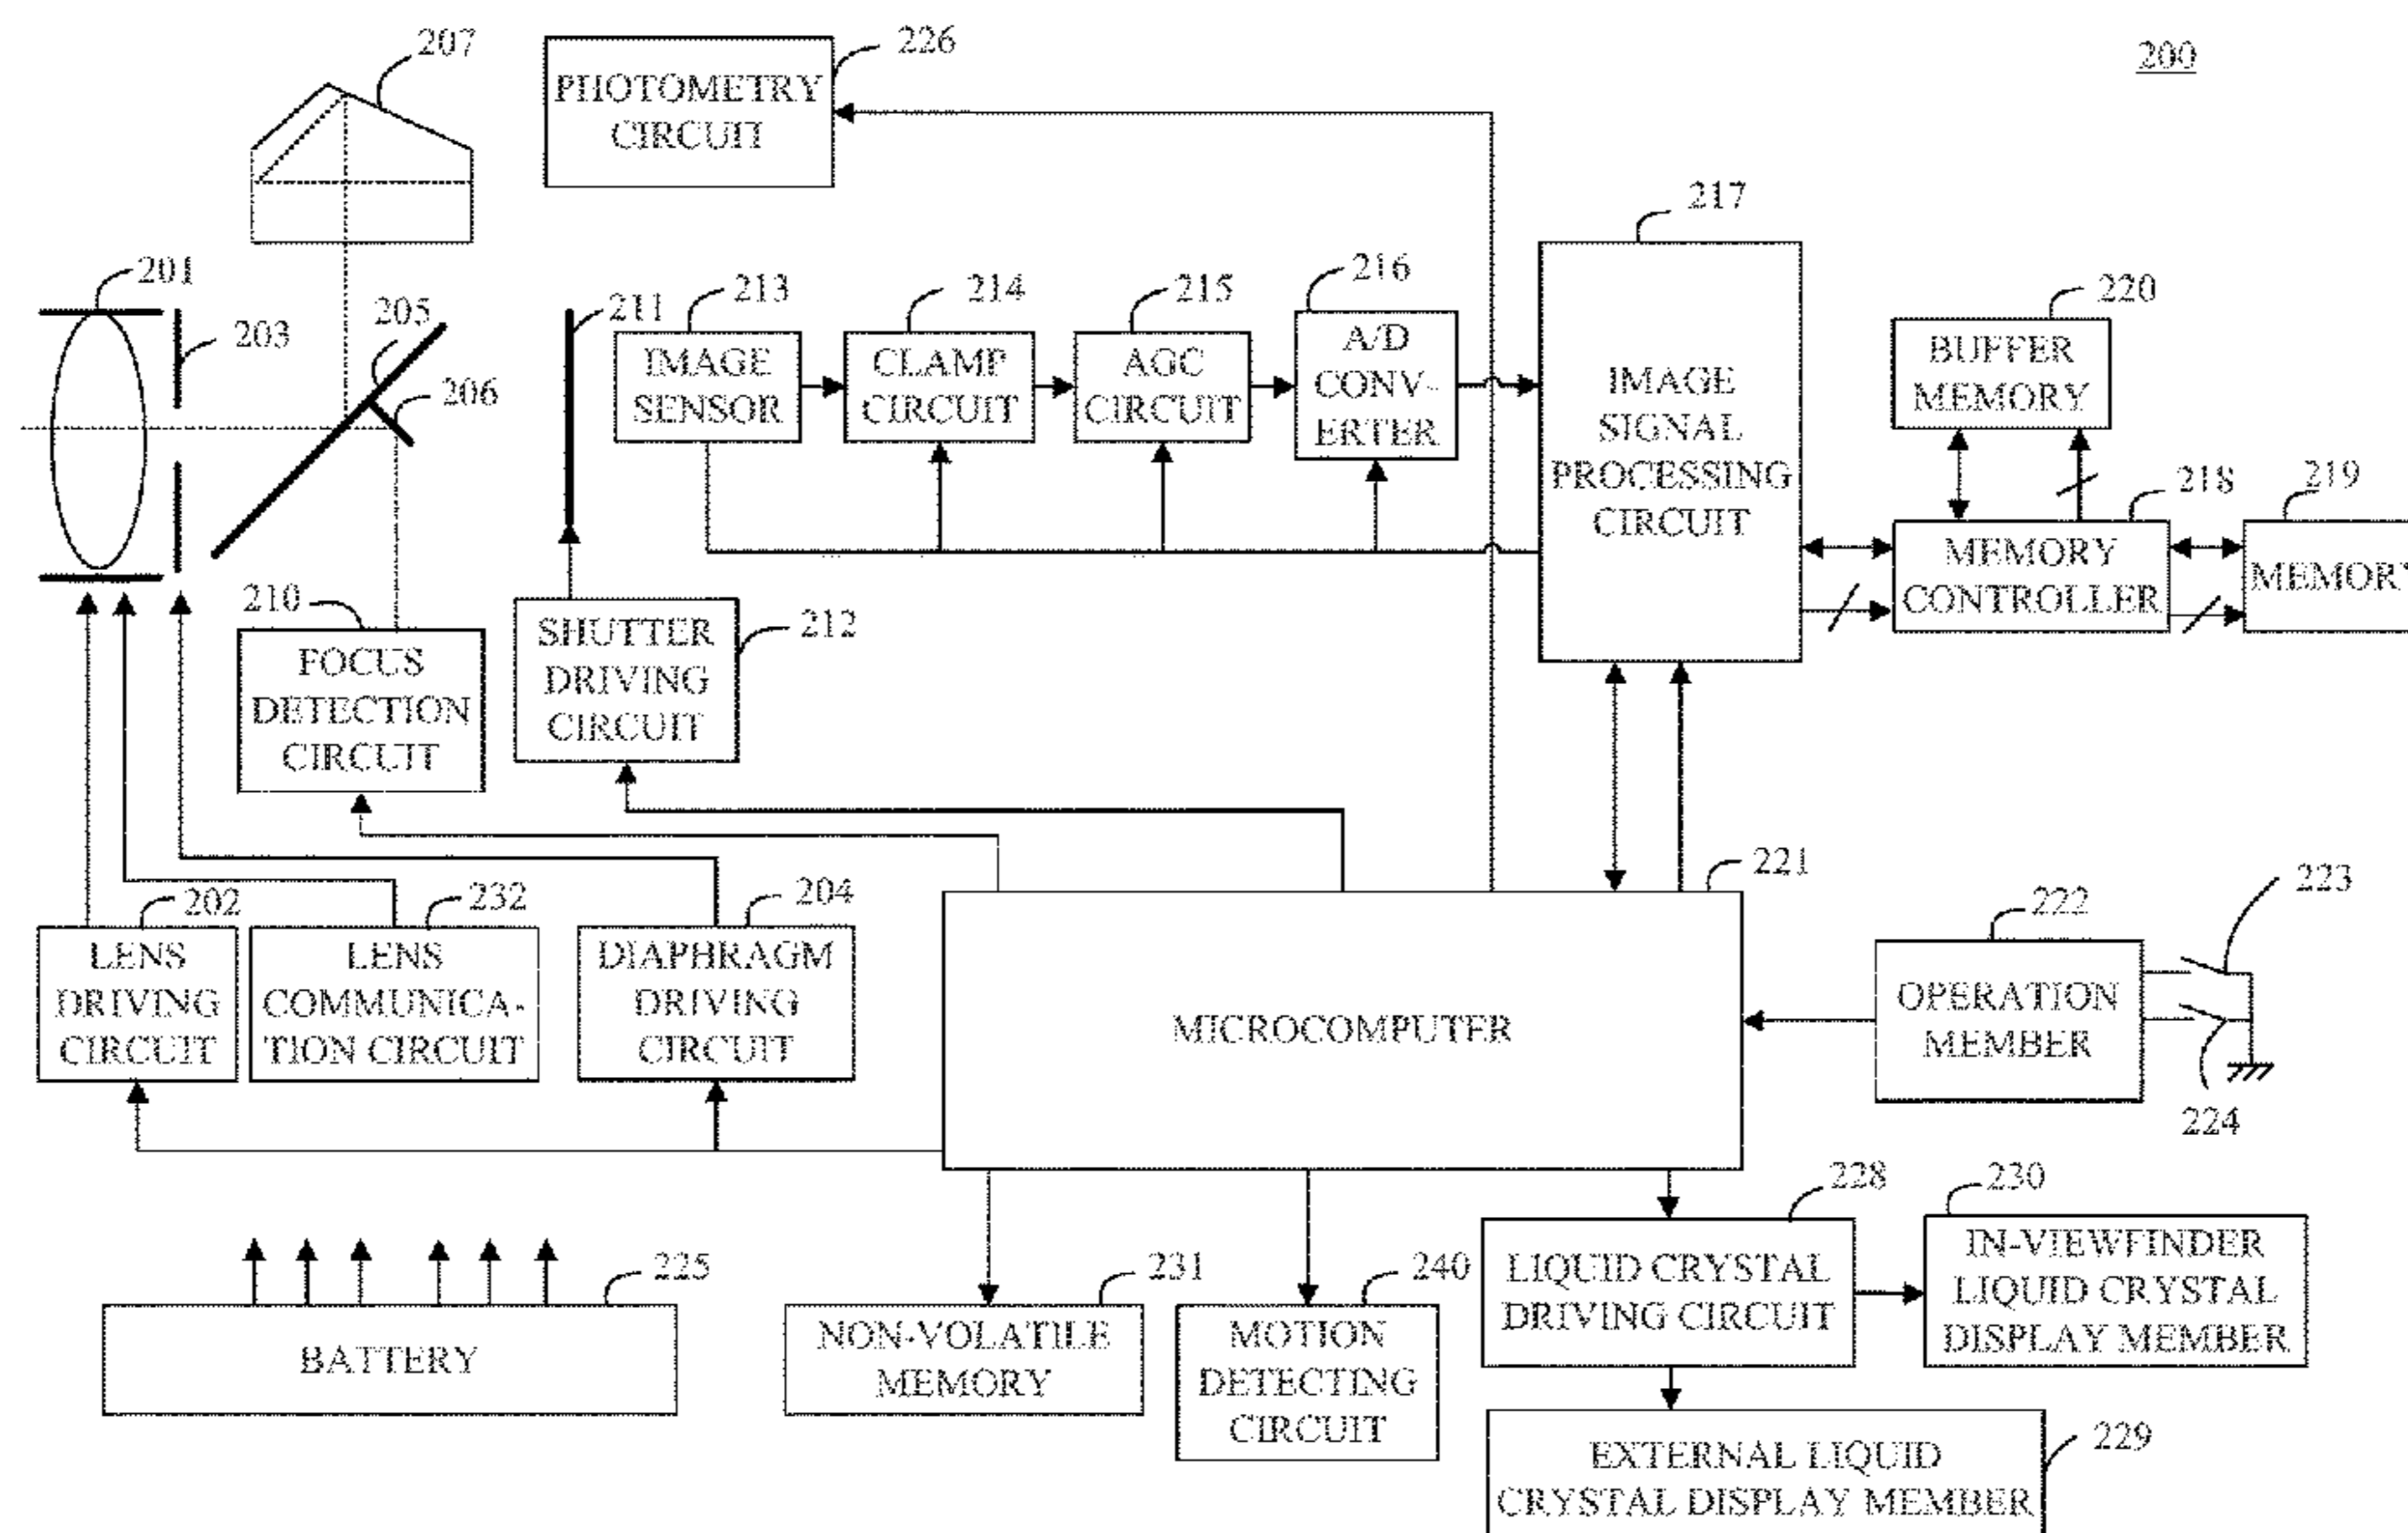 200
207
PHOTOMETRY
CIRCUIT
226
201
203
205
206
211
IMAGE
SENSOR
213
CLAMP
CIRCUIT
214
AGC
CIRCUIT
215
A/D
CONV-
ERTER
216
IMAGE
SIGNAL
PROCESSING
CIRCUIT
217
BUFFER
MEMORY
220
MEMORY
CONTROLLER
218
MEMORY
219
FOCUS
DETECTION
CIRCUIT
210
SHUTTER
DRIVING
CIRCUIT
212
LENS
DRIVING
CIRCUIT
202
LENS
COMMUNICA-
TION CIRCUIT
232
DIAPHRAGM
DRIVING
CIRCUIT
204
MICROCOMPUTER
221
OPERATION
MEMBER
222
223
224
BATTERY
225
NON-VOLATILE
MEMORY
231
MOTION
DETECTING
CIRCUIT
240
LIQUID CRYSTAL
DRIVING CIRCUIT
228
IN-VIEWFINDER
LIQUID CRYSTAL
DISPLAY MEMBER
230
EXTERNAL LIQUID
CRYSTAL DISPLAY MEMBER
229